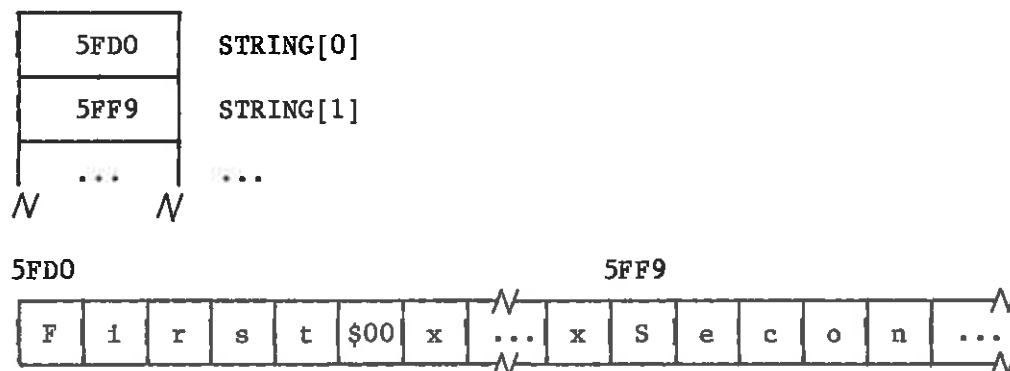 5FD0 STRING[0]
5FF9 STRING[1]
... ...
5FD0 5FF9
F i r s t $00 x ... x S e c o n ...